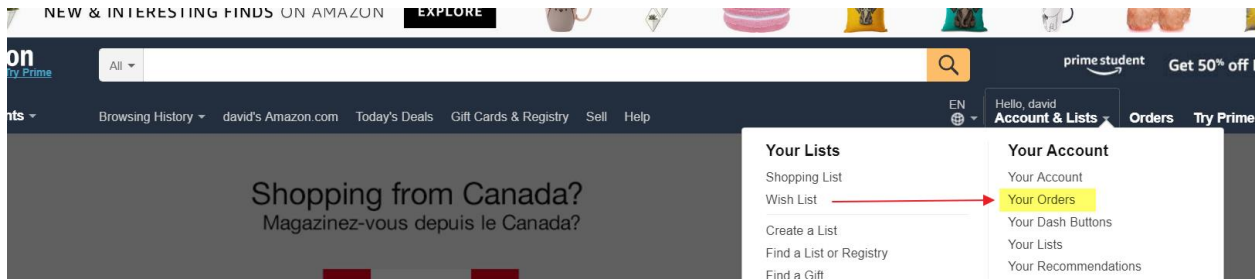 NEW & INTERESTING FINDS ON AMAZON EXPLORE
on
Try Prime
All
prime student Get 50% off
nts
Browsing History david's Amazon.com Today's Deals Gift Cards & Registry Sell Help
EN
Hello, david
Account & Lists Orders Try Prime
Shopping from Canada?
Magazinez-vous depuis le Canada?
Your Lists
Shopping List
Wish List
Create a List
Find a List or Registry
Find a Gift
Your Account
Your Account
Your Orders
Your Dash Buttons
Your Lists
Your Recommendations